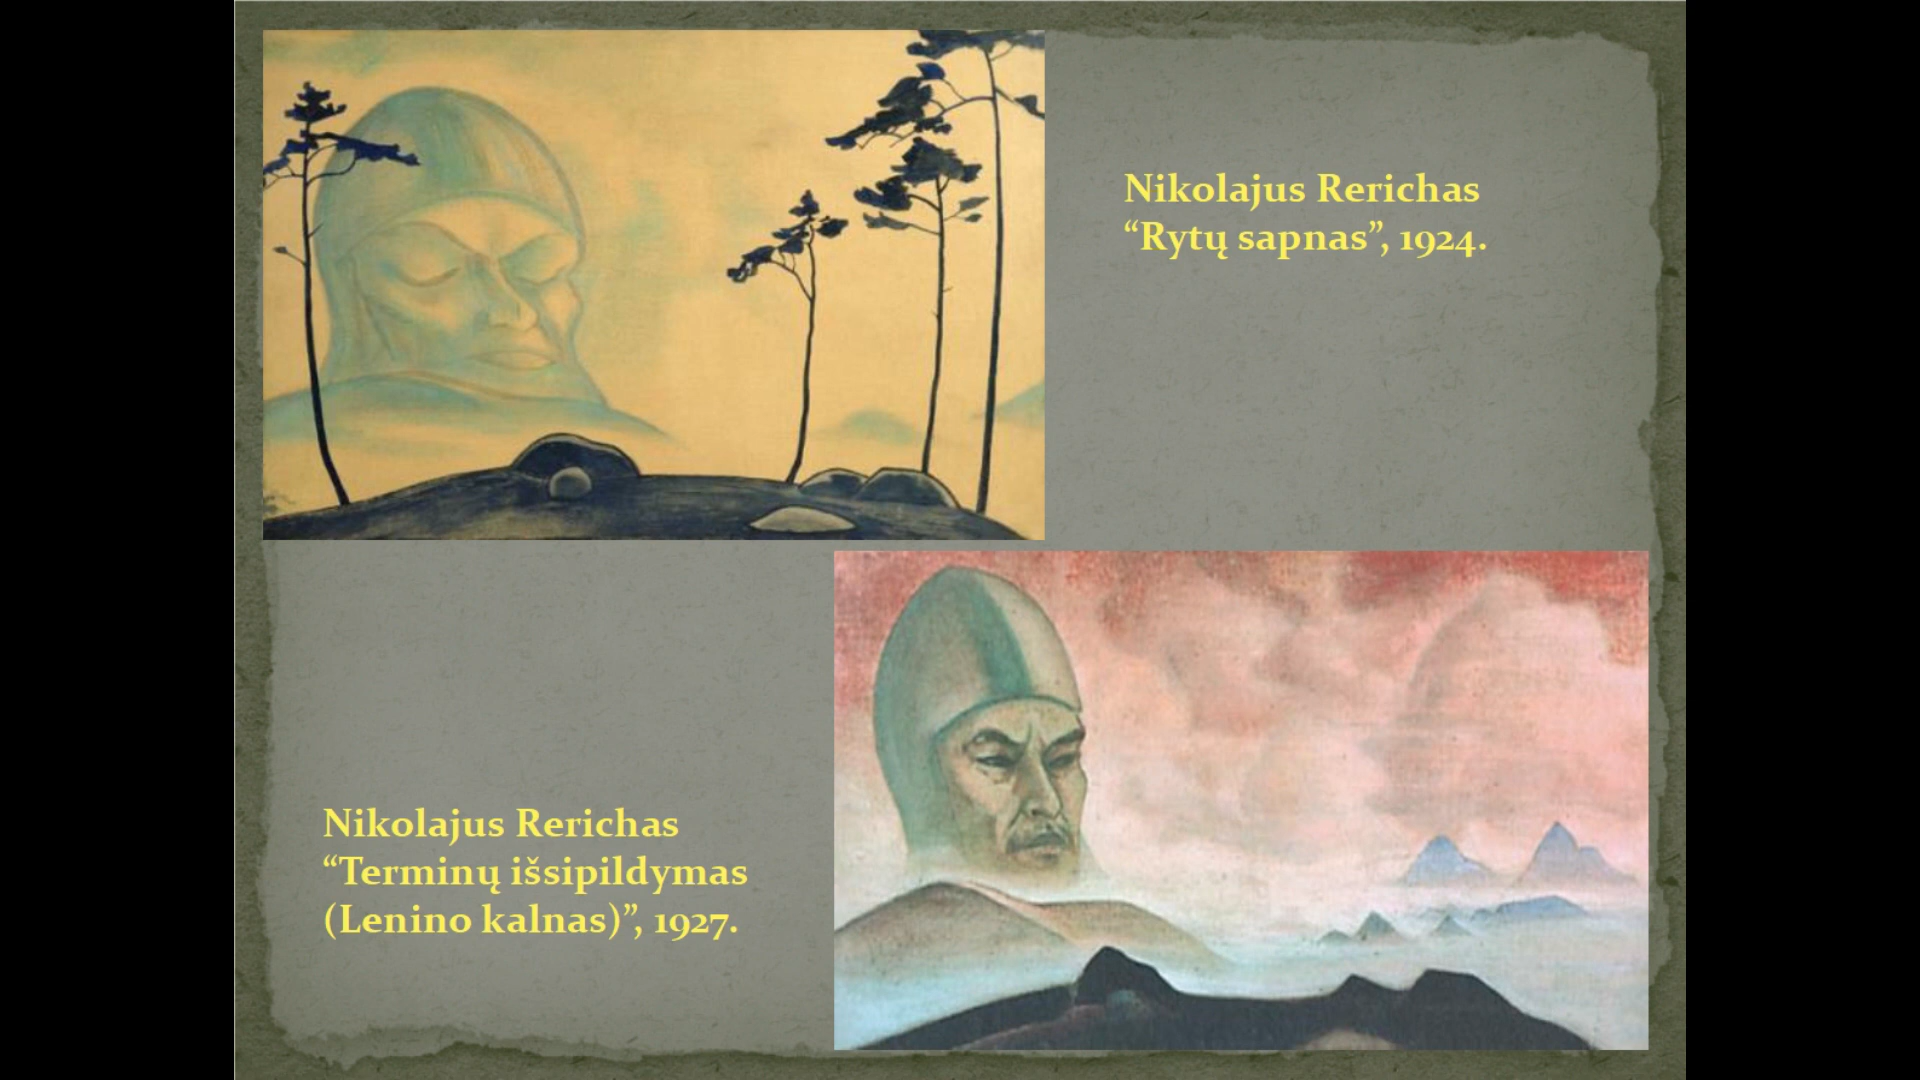 Nikolajus Rerichas
“Rytų sapnas”, 1924.
Nikolajus Rerichas
“Terminų išsipildymas
(Lenino kalnas)”, 1927.